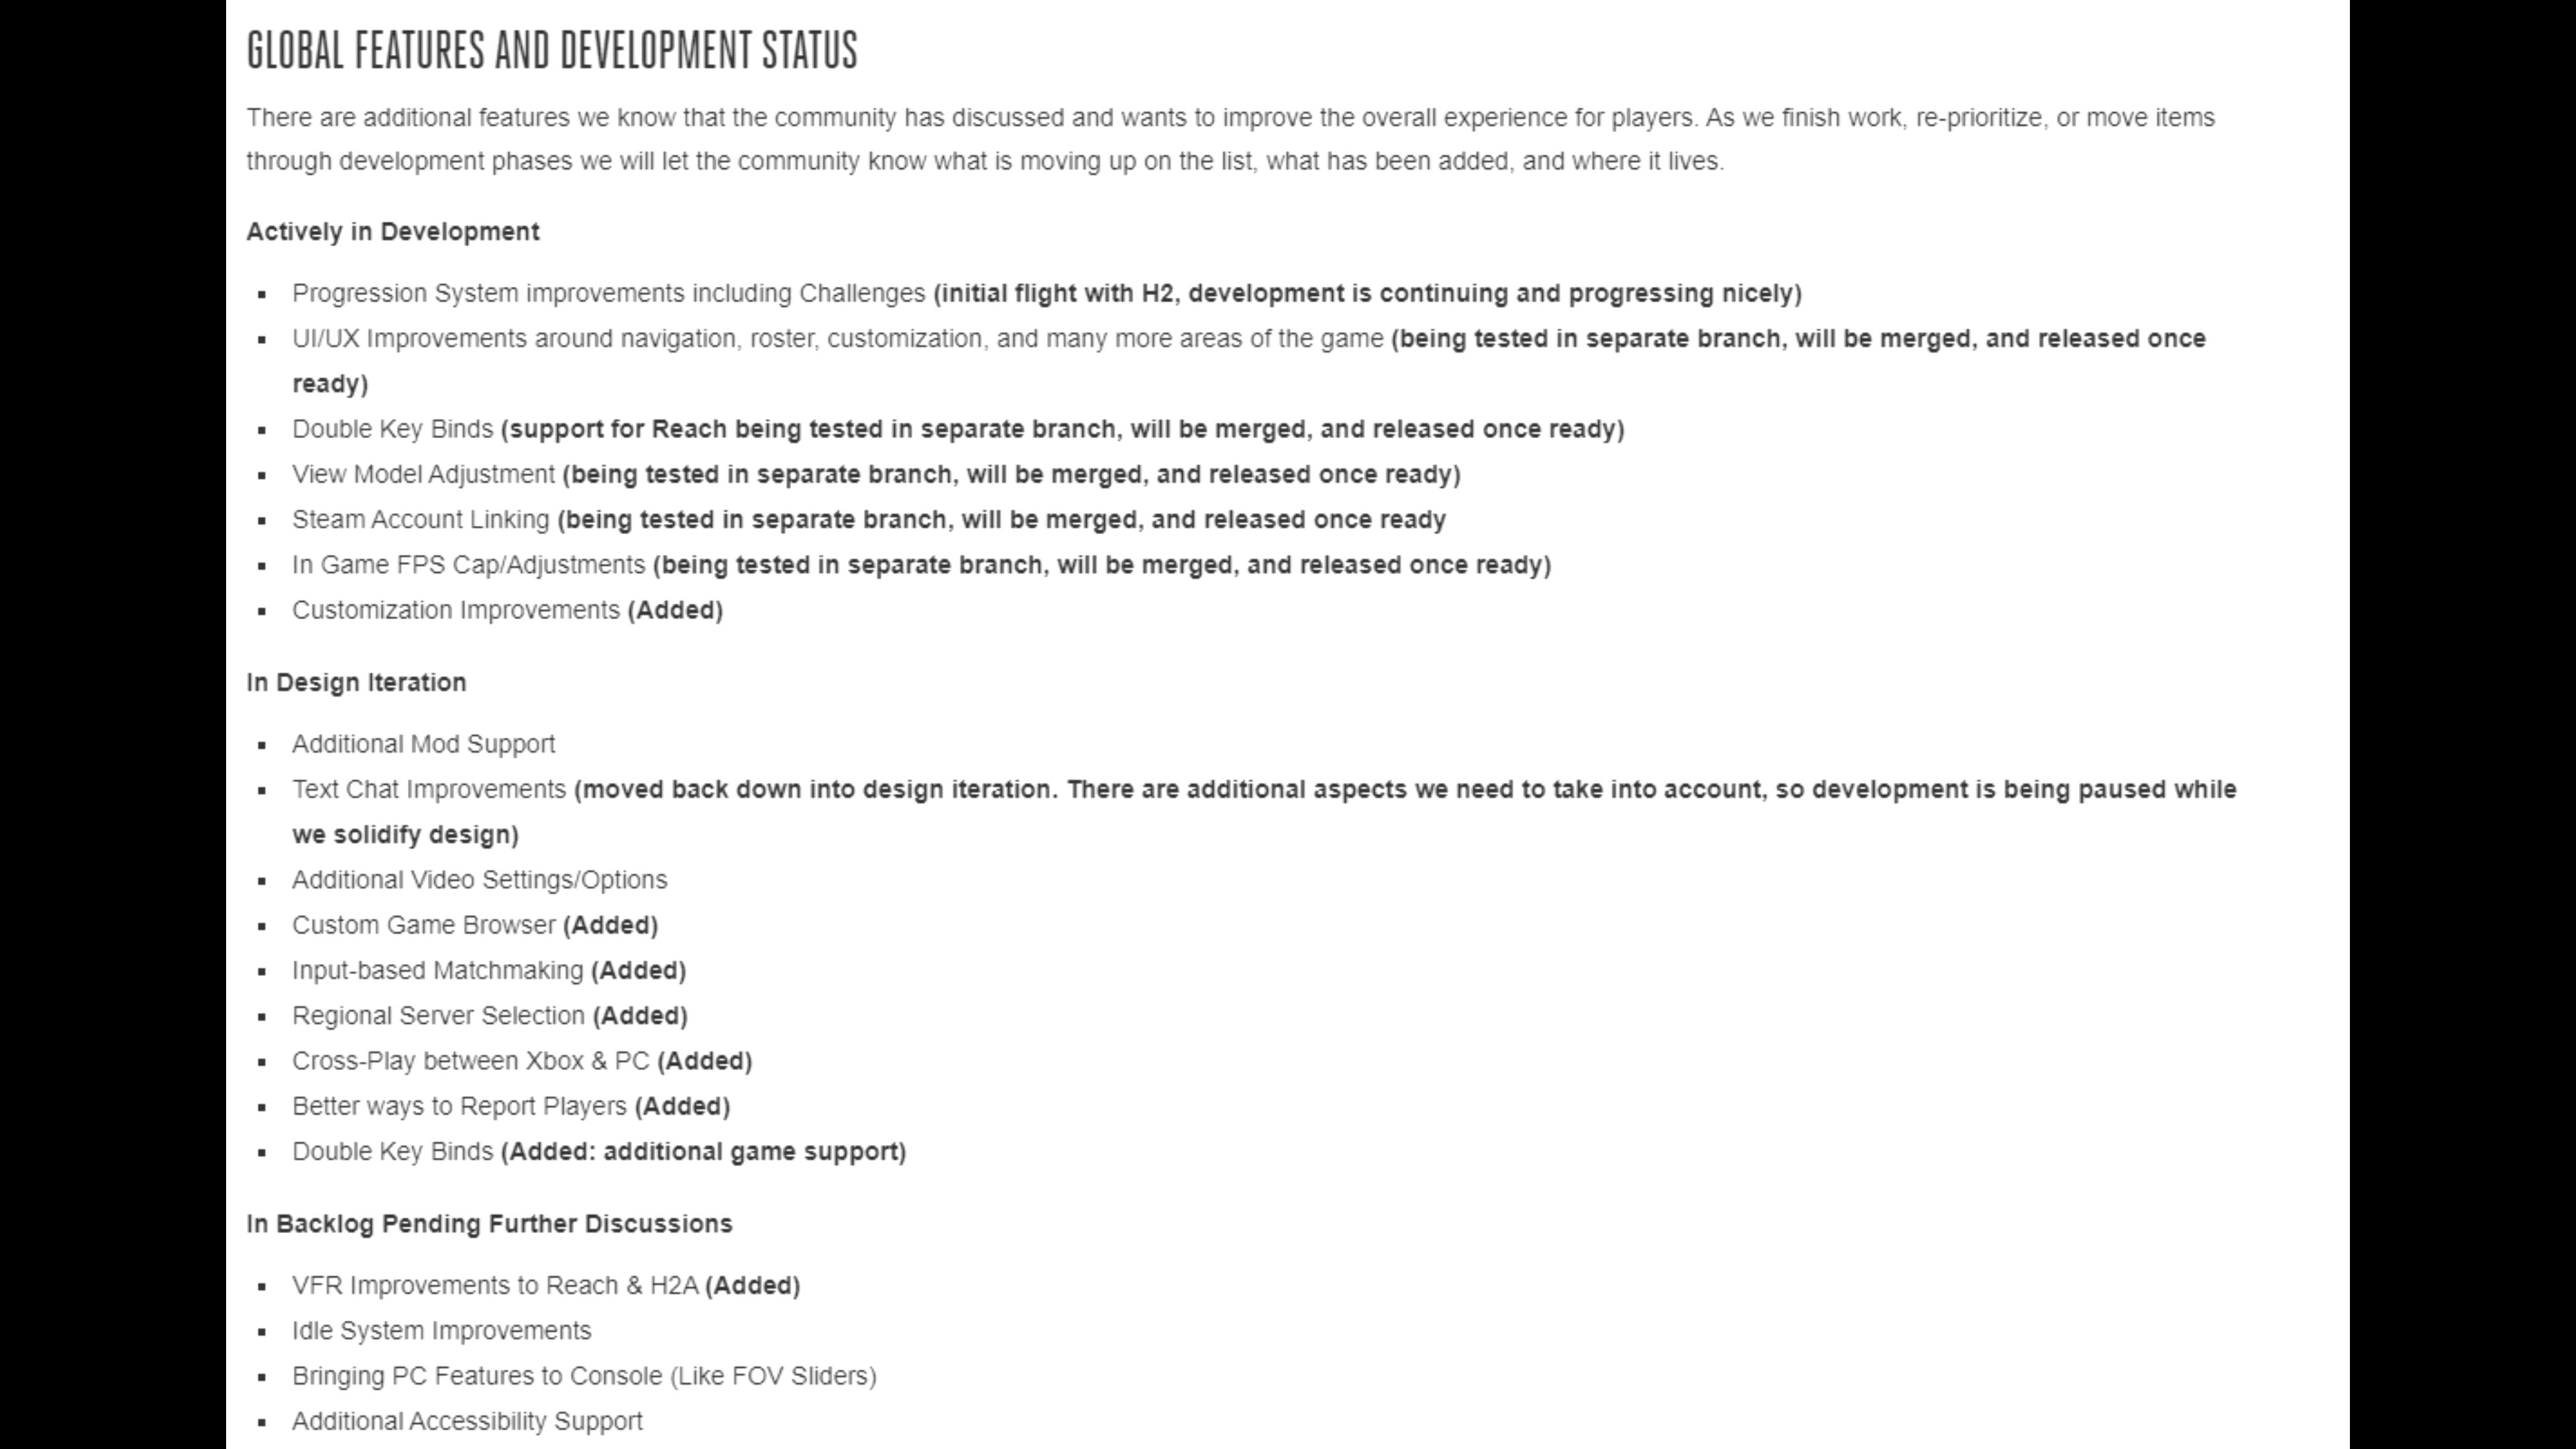 GLOBAL FEATURES AND DEVELOPMENT STATUS
There are additional features we know that the community has discussed and wants to improve the overall experience for players. As we finish work, re-prioritize, or move items
through development phases we will let the community know what is moving up on the list, what has been added, and where it lives.
Actively in Development
▪ Progression System improvements including Challenges (initial flight with H2, development is continuing and progressing nicely)
▪ UI/UX Improvements around navigation, roster, customization, and many more areas of the game (being tested in separate branch, will be merged, and released once
ready)
▪ Double Key Binds (support for Reach being tested in separate branch, will be merged, and released once ready)
▪ View Model Adjustment (being tested in separate branch, will be merged, and released once ready)
▪ Steam Account Linking (being tested in separate branch, will be merged, and released once ready
▪ In Game FPS Cap/Adjustments (being tested in separate branch, will be merged, and released once ready)
▪ Customization Improvements (Added)
In Design Iteration
▪ Additional Mod Support
▪ Text Chat Improvements (moved back down into design iteration. There are additional aspects we need to take into account, so development is being paused while
we solidify design)
▪ Additional Video Settings/Options
▪ Custom Game Browser (Added)
▪ Input-based Matchmaking (Added)
▪ Regional Server Selection (Added)
▪ Cross-Play between Xbox & PC (Added)
▪ Better ways to Report Players (Added)
▪ Double Key Binds (Added: additional game support)
In Backlog Pending Further Discussions
▪ VFR Improvements to Reach & H2A (Added)
▪ Idle System Improvements
▪ Bringing PC Features to Console (Like FOV Sliders)
▪ Additional Accessibility Support